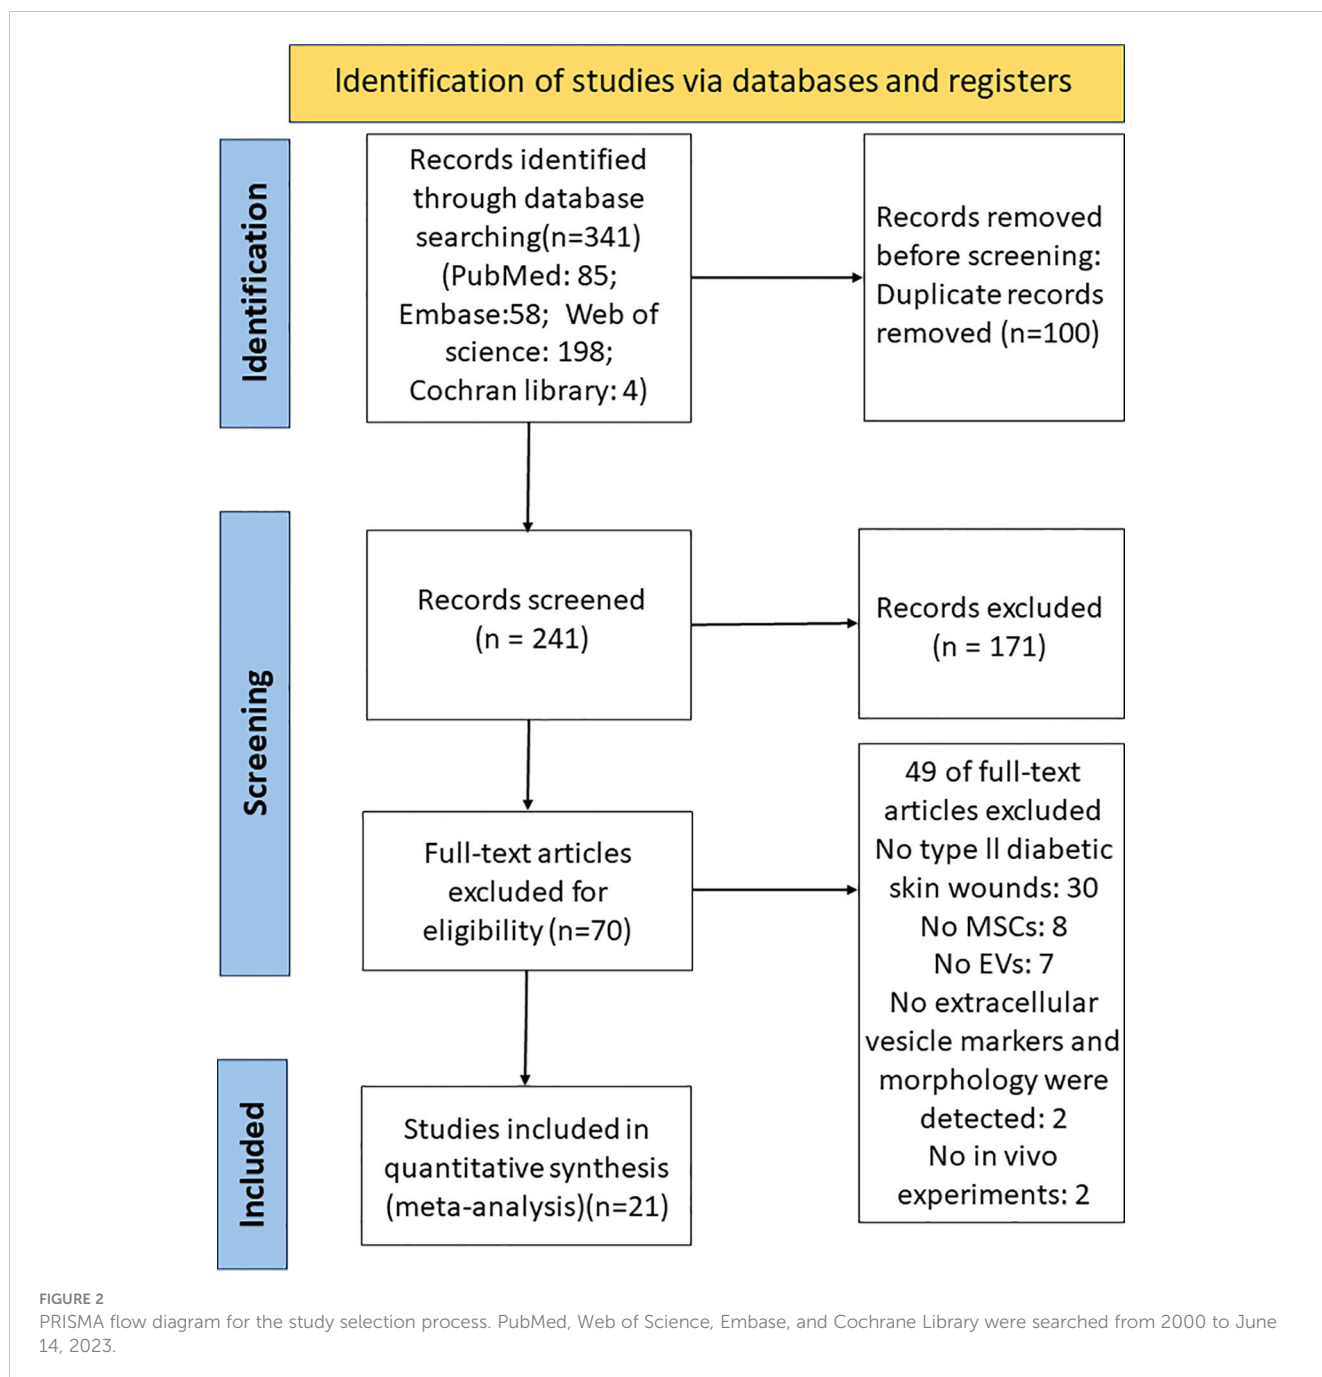 Identification of studies via databases and registers
Identification
Records identified
through database
searching(n=341)
(PubMed: 85;
Embase:58; Web of
science: 198;
Cochran library: 4)
Records removed
before screening:
Duplicate records
removed (n=100)
Screening
Records screened
(n = 241)
Records excluded
(n = 171)
Full-text articles
excluded for
eligibility (n=70)
49 of full-text
articles excluded
No type II diabetic
skin wounds: 30
No MSCs: 8
No EVs: 7
No extracellular
vesicle markers and
morphology were
detected: 2
No in vivo
experiments: 2
Included
Studies included in
quantitative synthesis
(meta-analysis)(n=21)
FIGURE 2
PRISMA flow diagram for the study selection process. PubMed, Web of Science, Embase, and Cochrane Library were searched from 2000 to June
14, 2023.